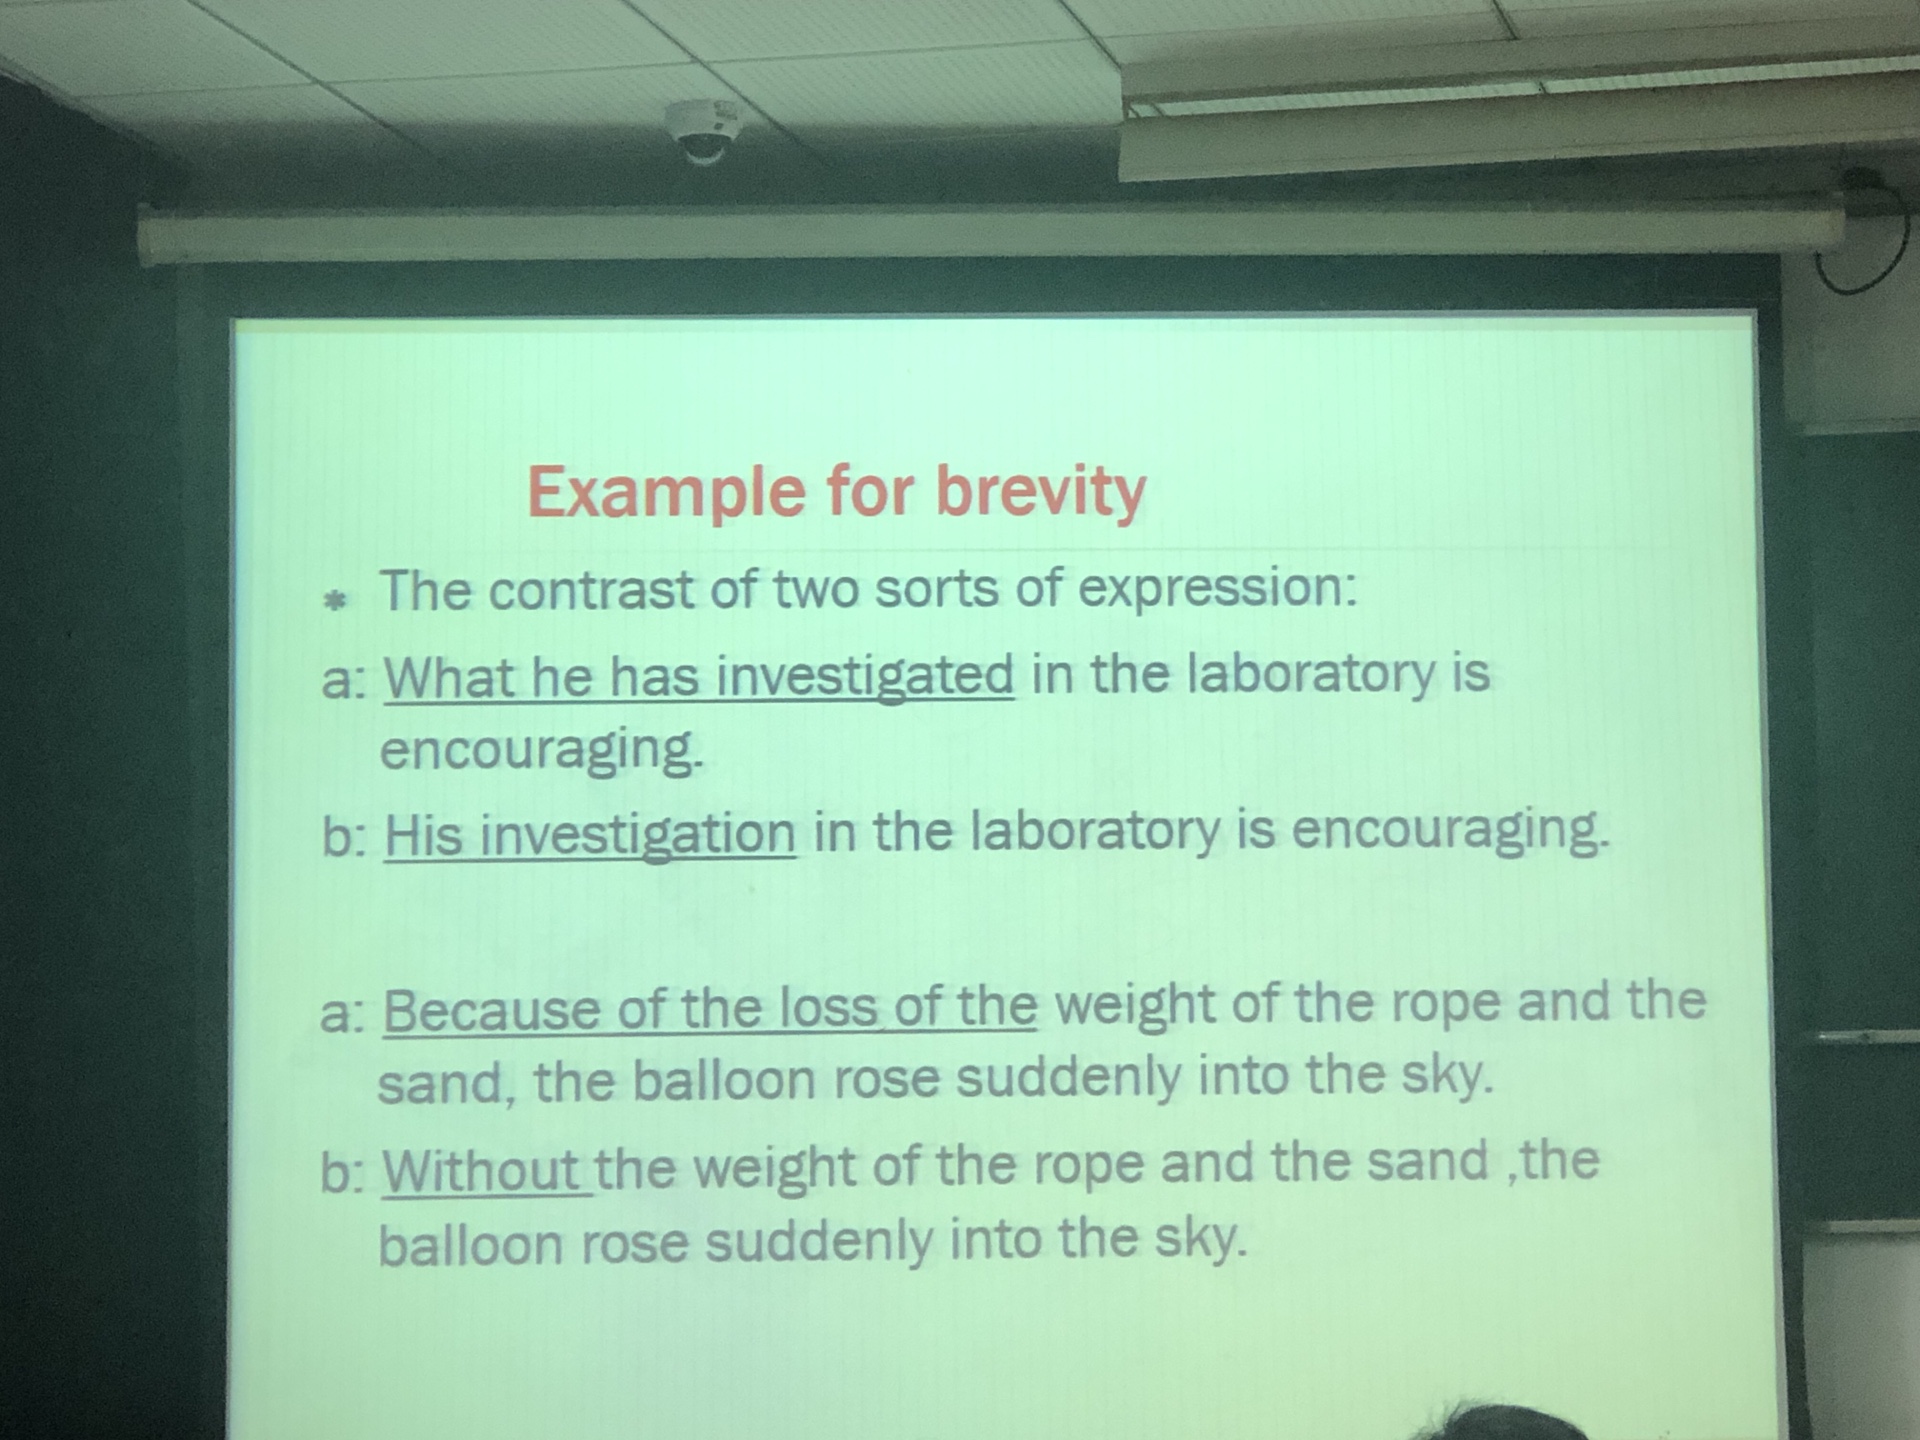 Example for brevity
* The contrast of two sorts of expression:
a: What he has investigated in the laboratory is
encouraging.
b: His investigation in the laboratory is encouraging.
a: Because of the loss of the weight of the rope and the
sand, the balloon rose suddenly into the sky.
b: Without the weight of the rope and the sand ,the
balloon rose suddenly into the sky.